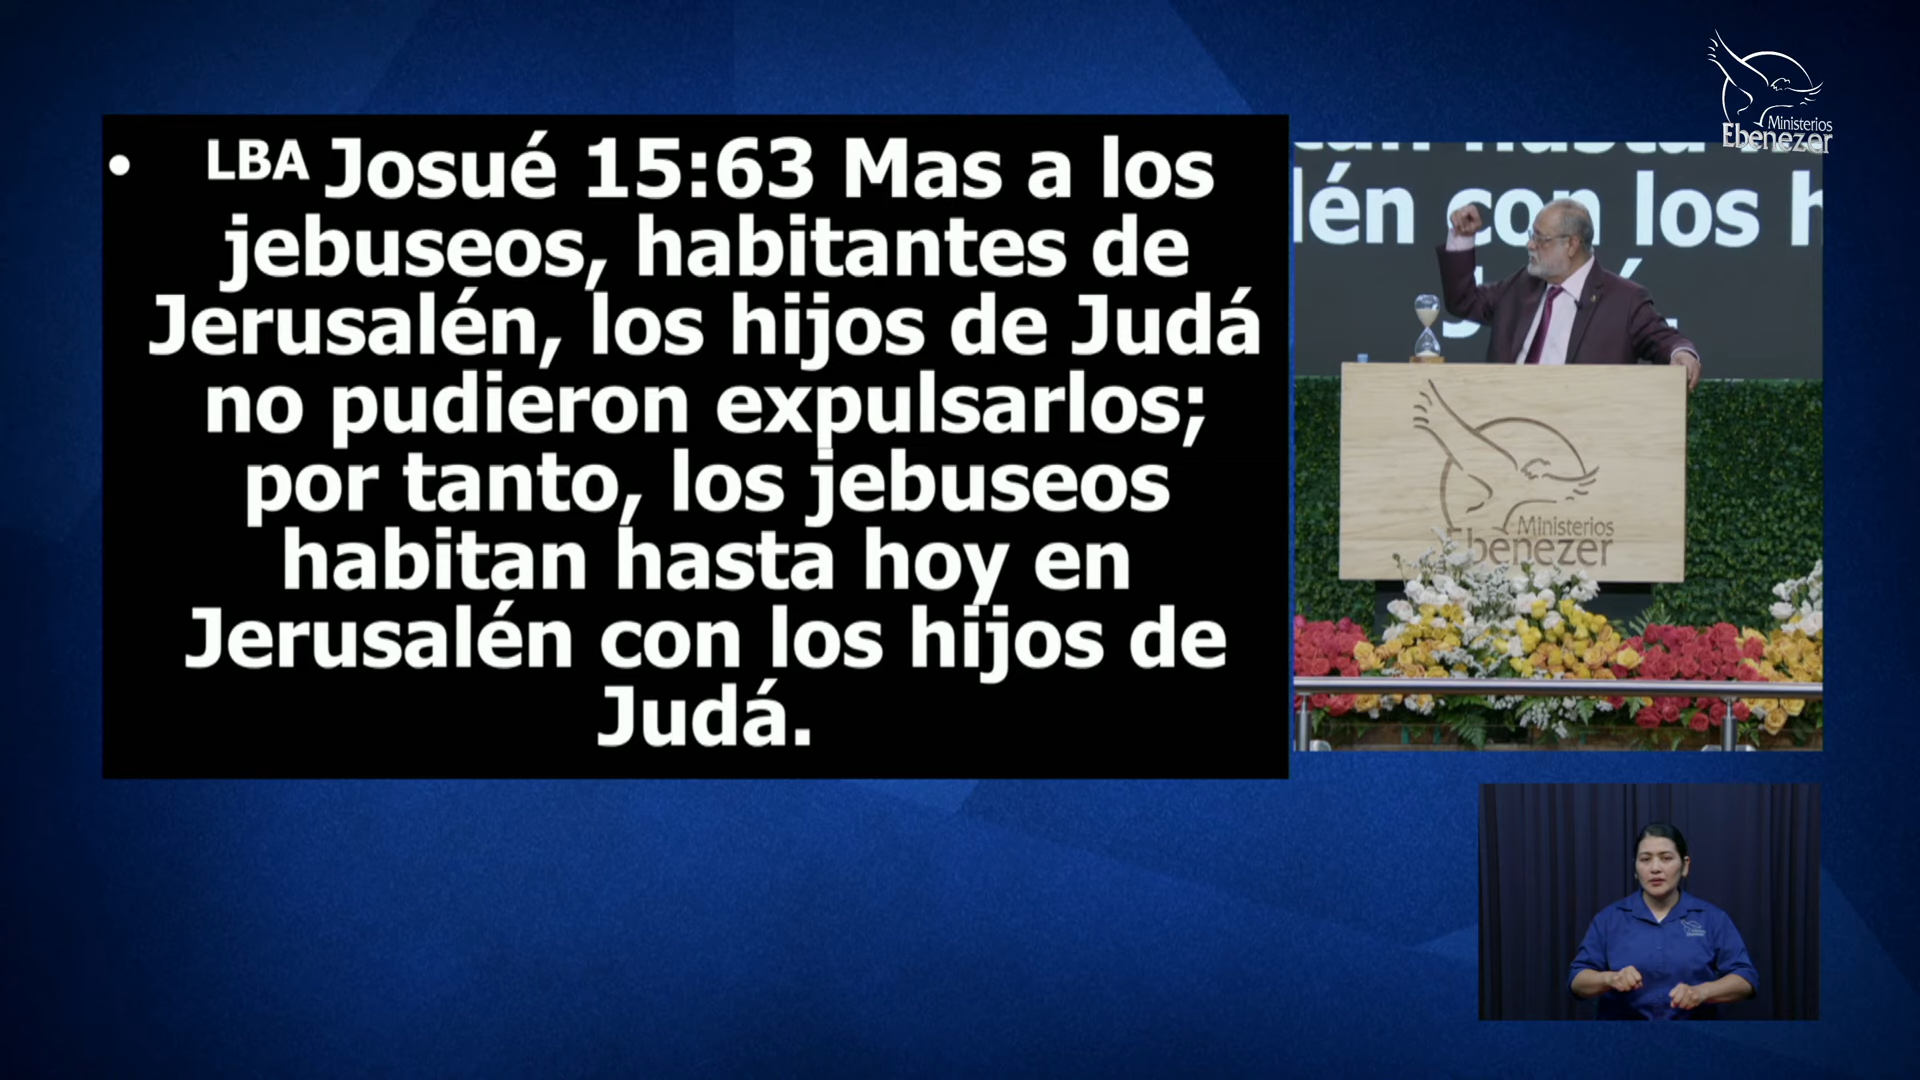 • LBA Josué 15:63 Mas a los
jebuseos, habitantes de
Jerusalén, los hijos de Judá
no pudieron expulsarlos;
por tanto, los jebuseos
habitan hasta hoy en
Jerusalén con los hijos de
Judá.
Ministerios
Ebenezer
lén con los h
Ministerios
Ebenezer